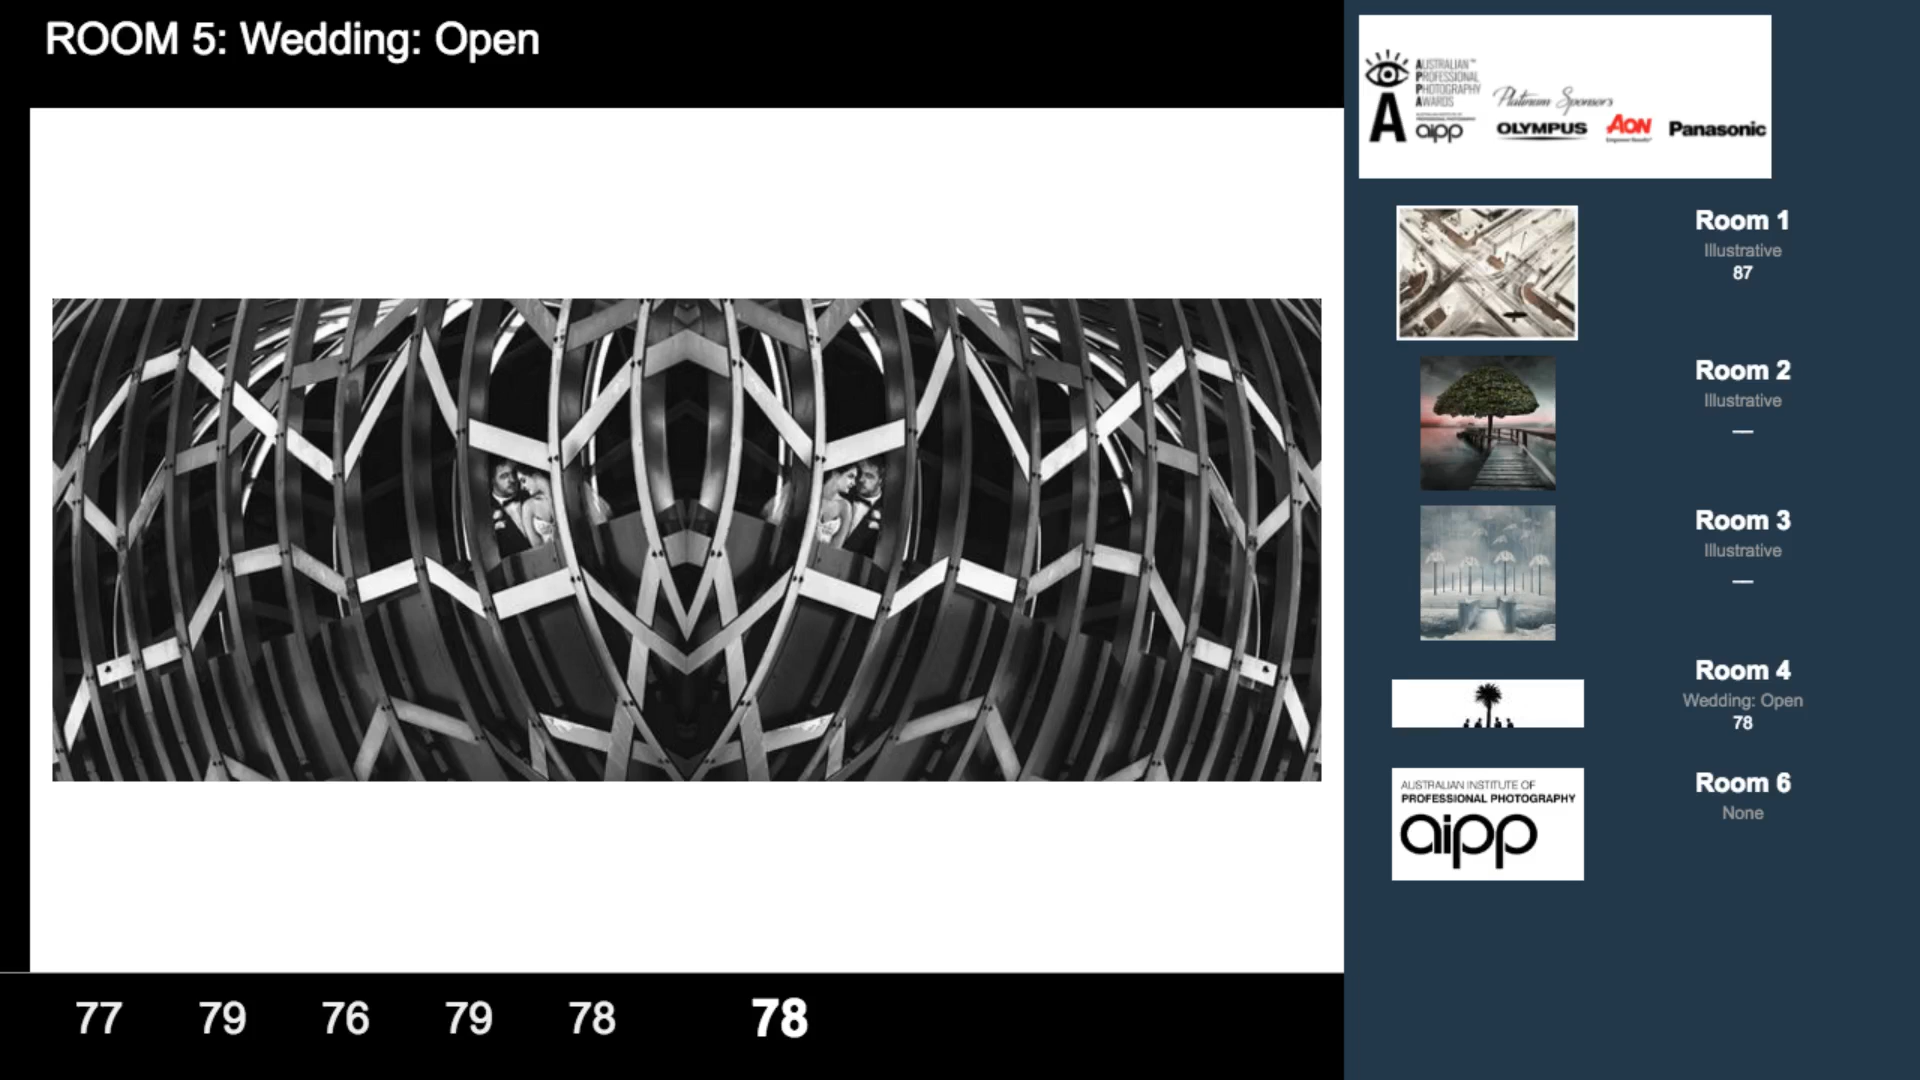 ROOM 5: Wedding: Open
AUSTRALIAN™
PROFESSIONAL
PHOTOGRAPHY
AWARDS
A
aipp
Platinum Sponsors
OLYMPUS
AON
Panasonic
Room 1
Illustrative
87
Room 2
Illustrative
—
Room 3
Illustrative
—
Room 4
Wedding: Open
78
AUSTRALIAN INSTITUTE OF
PROFESSIONAL PHOTOGRAPHY
aipp
Room 6
None
77 79 76 79 78 78